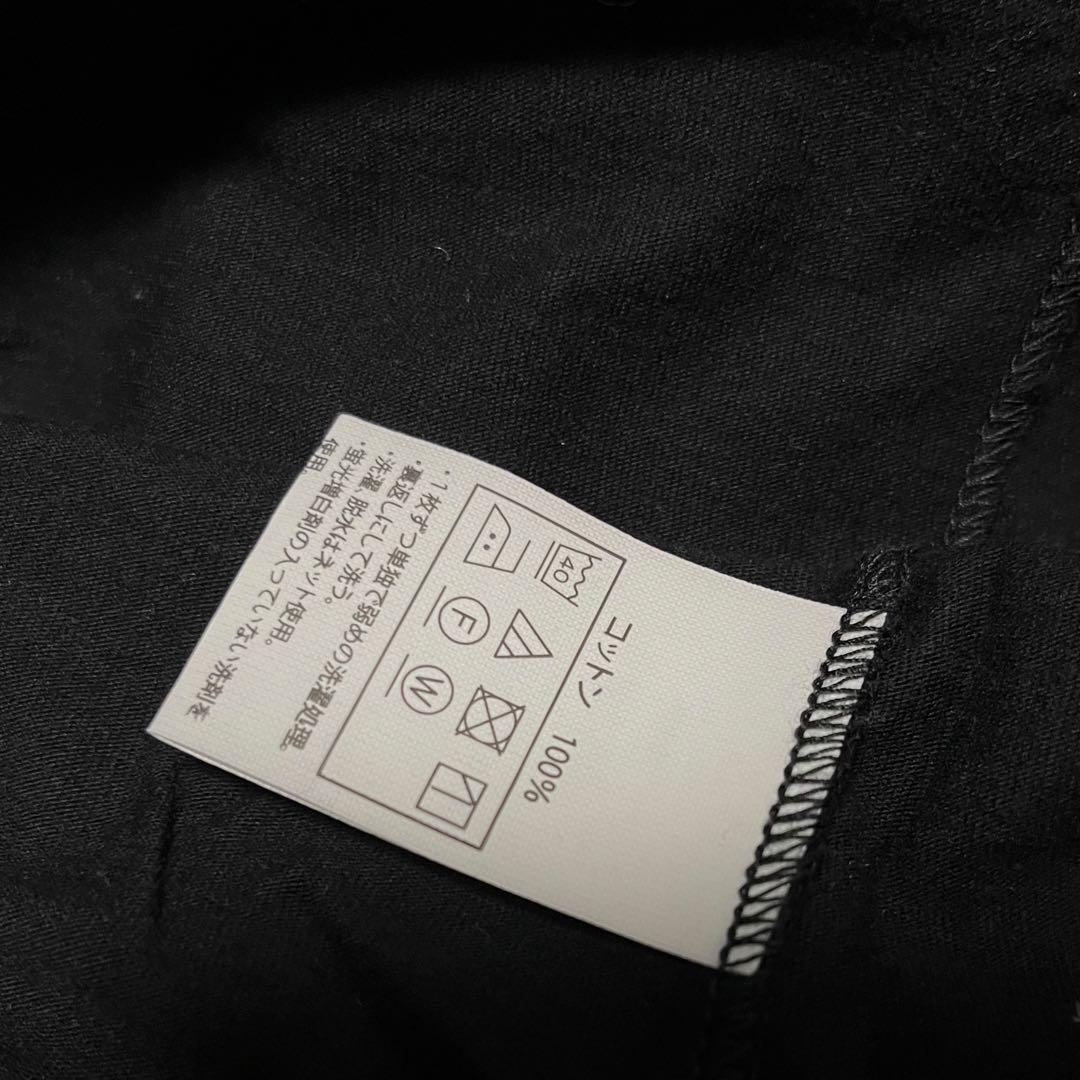 コットン 100%
40
F W
・1枚ずつ単独で弱めの洗濯処理。
・裏返しにして洗う。
・洗濯、脱水はネット使用。
・蛍光増白剤の入っていない洗剤を
使用。